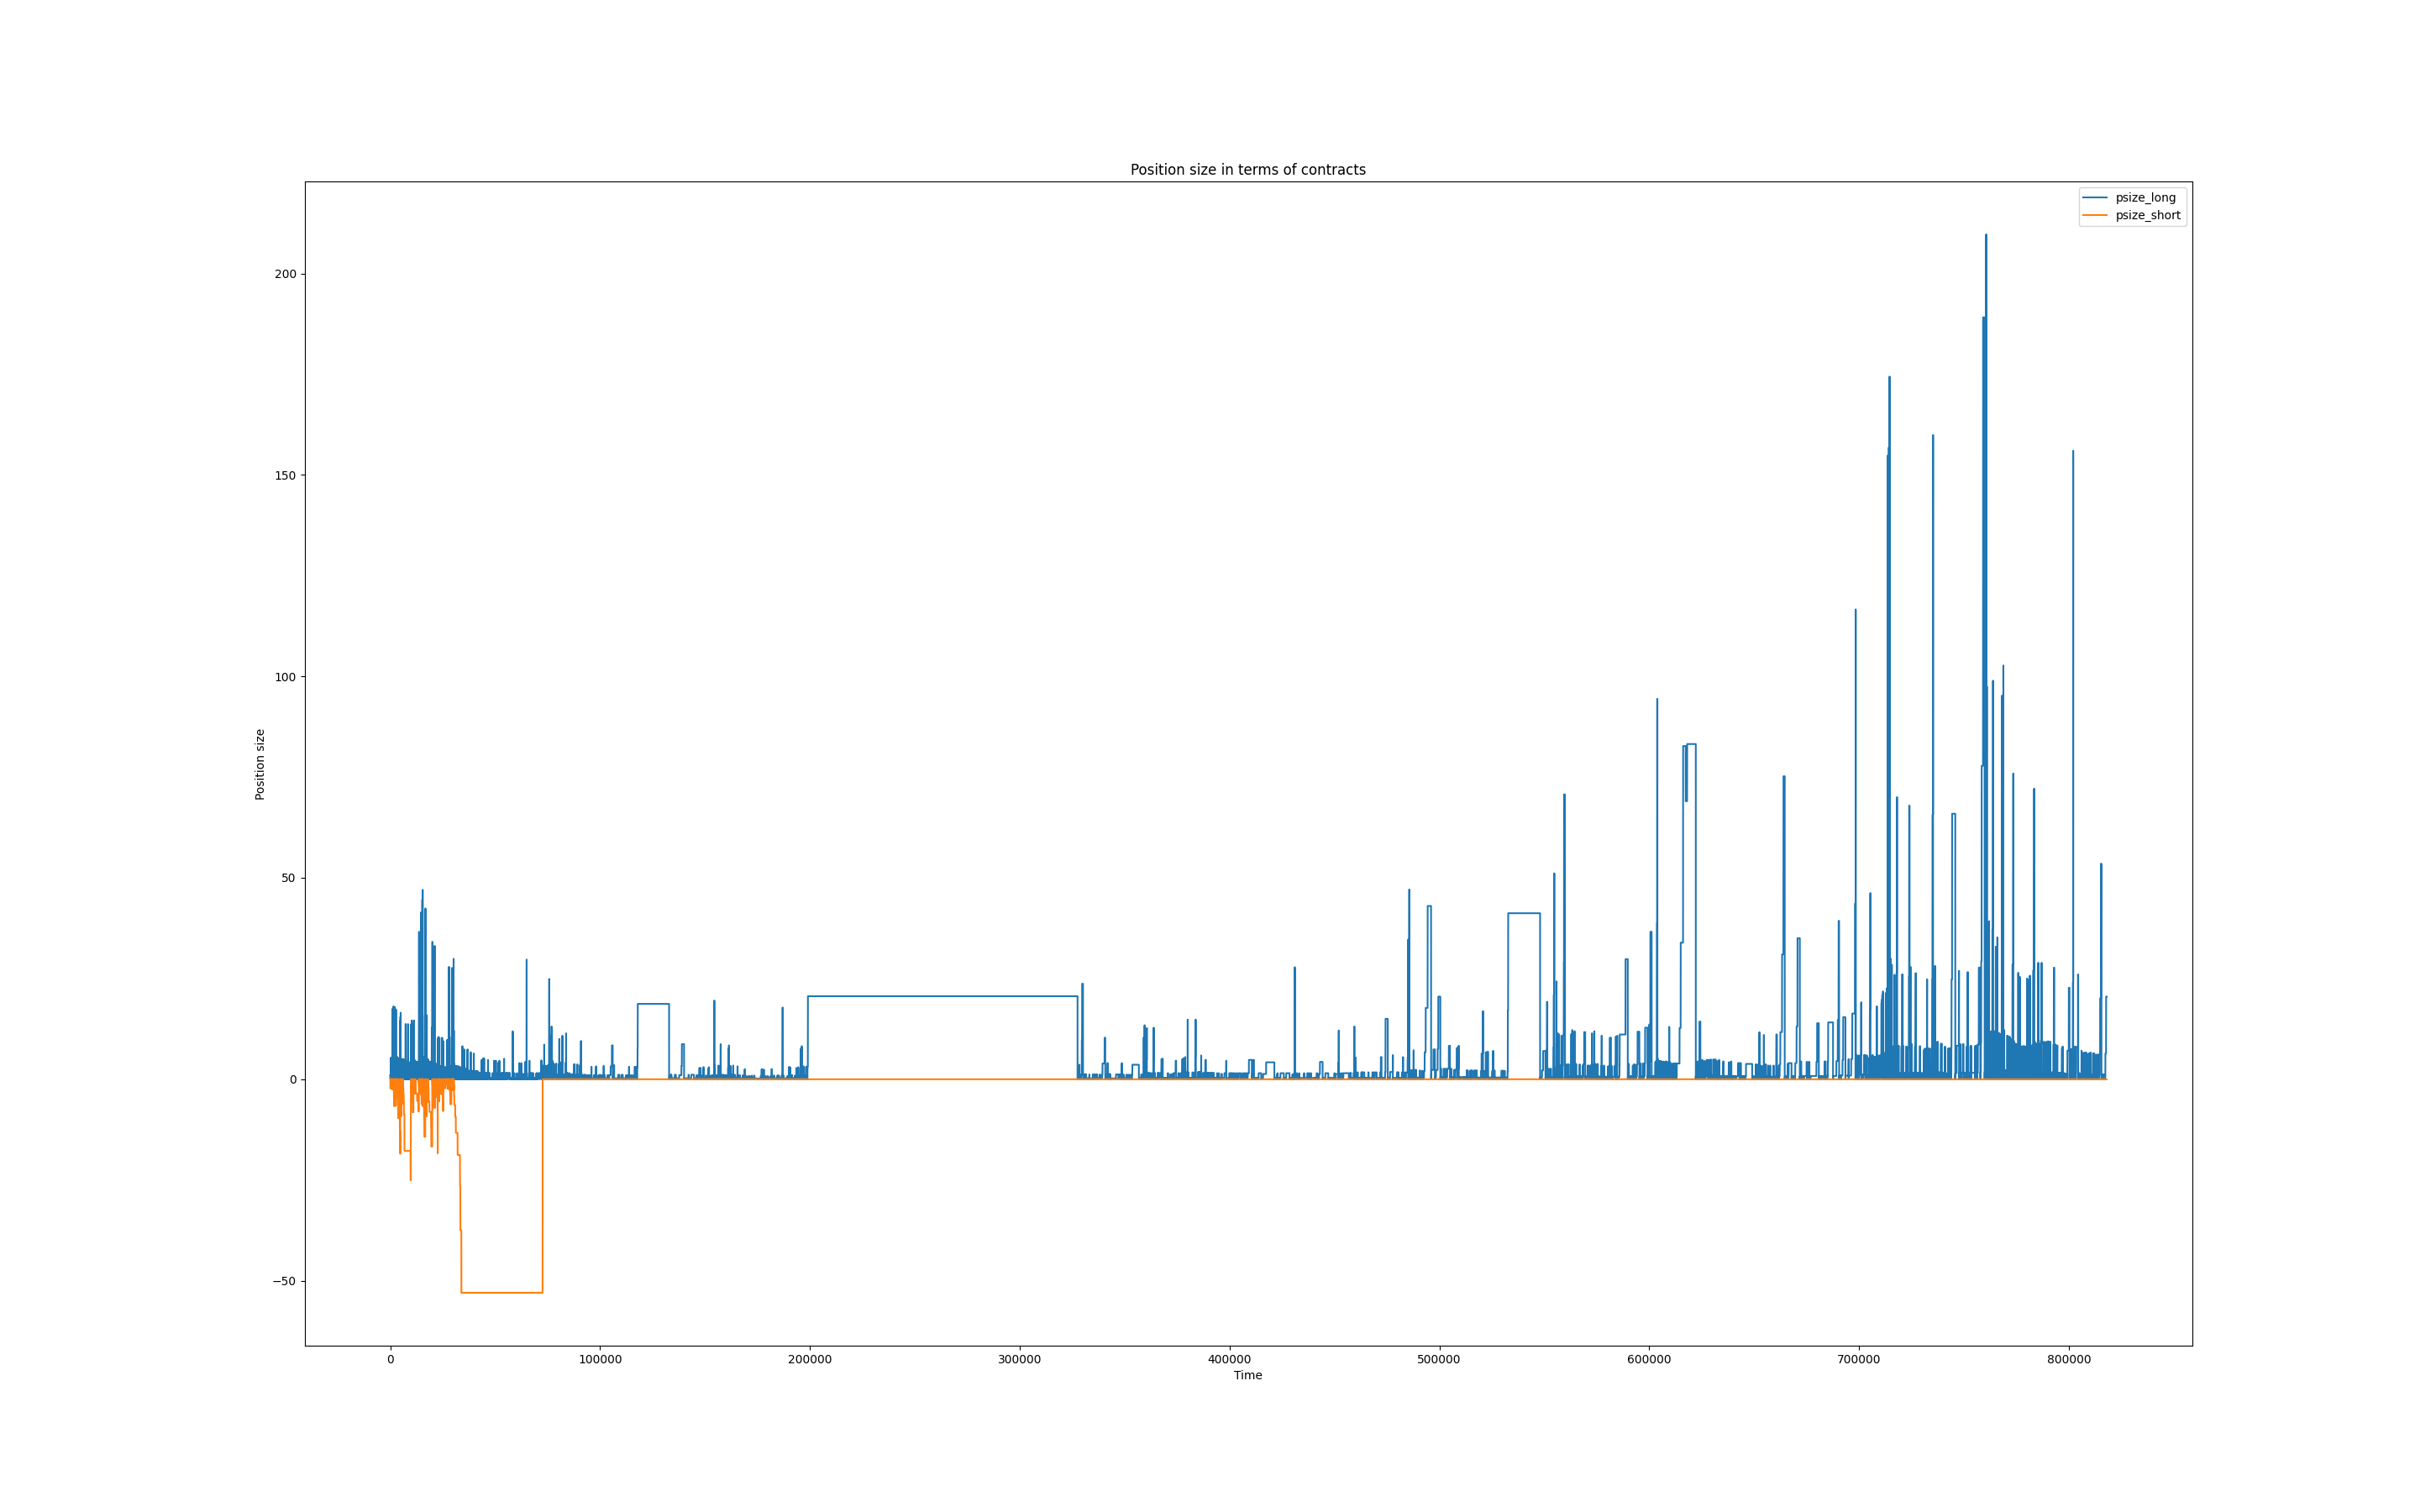 Position size in terms of contracts
psize_long
psize_short
Position size
200
150
100
50
0
−50
0 100000 200000 300000 400000 500000 600000 700000 800000
Time